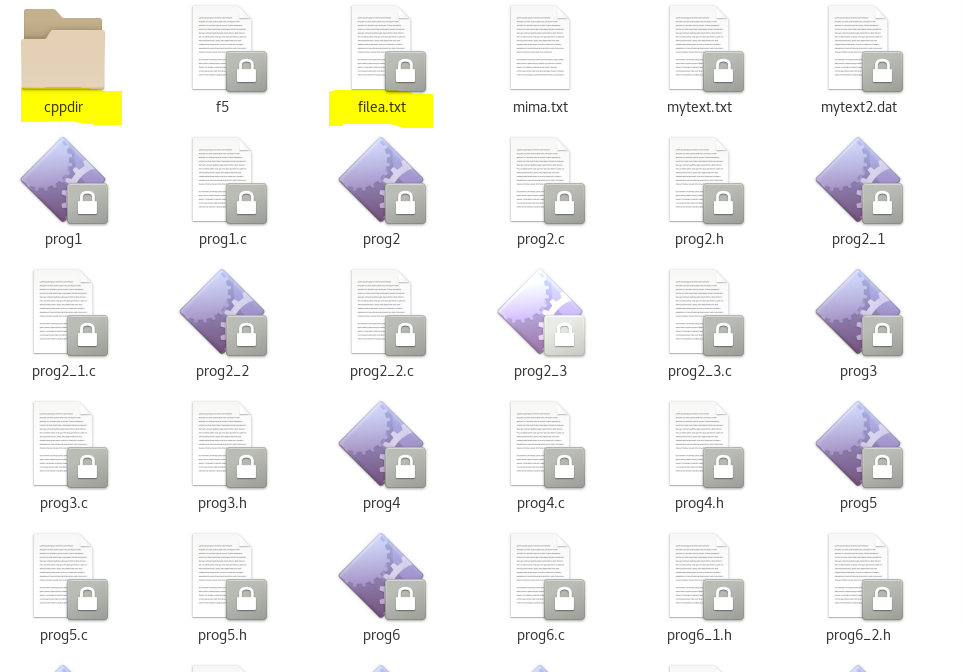 cppdir f5 filea.txt mima.txt mytext.txt mytext2.dat
prog1 prog1.c prog2 prog2.c prog2.h prog2_1
prog2_1.c prog2_2 prog2_2.c prog2_3 prog2_3.c prog3
prog3.c prog3.h prog4 prog4.c prog4.h prog5
prog5.c prog5.h prog6 prog6.c prog6_1.h prog6_2.h